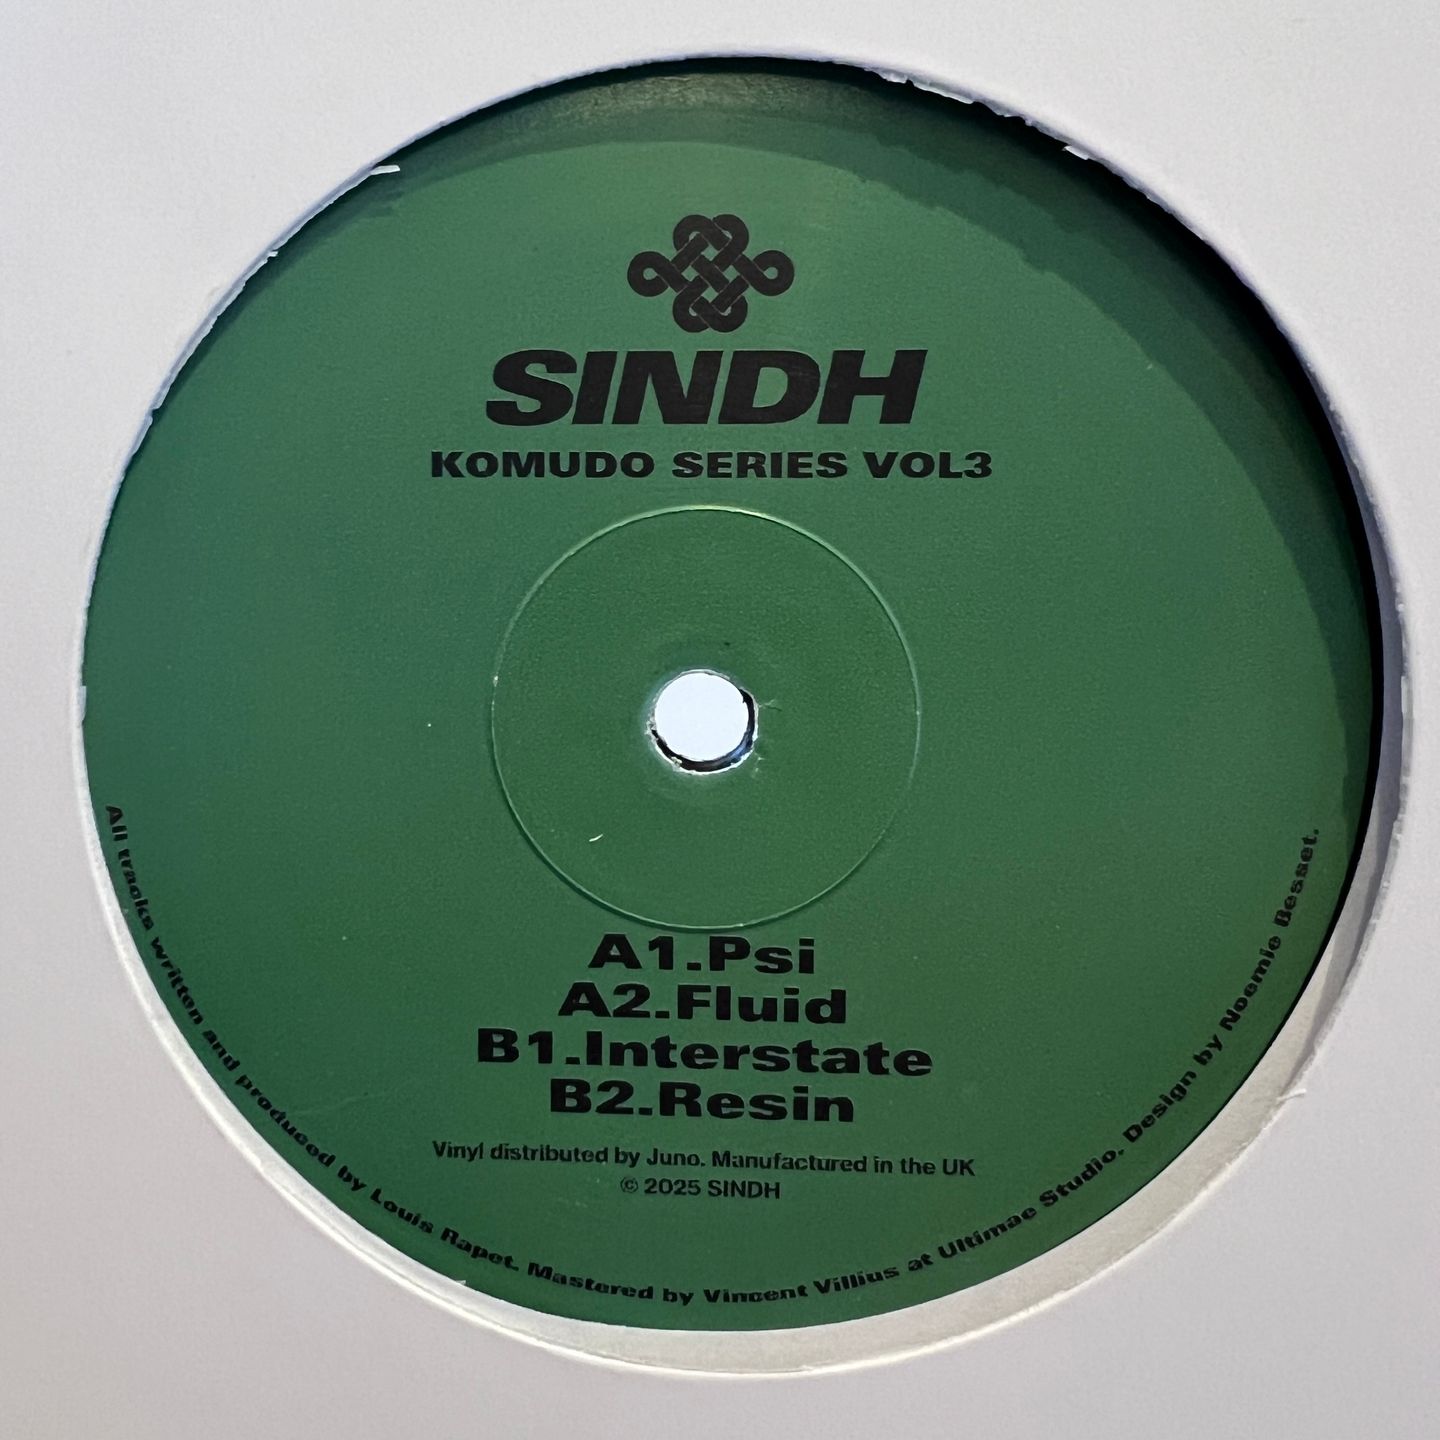 SINDH
KOMUDO SERIES VOL3
A1.Psi
A2.Fluid
B1.Interstate
B2.Resin
Vinyl distributed by Juno. Manufactured in the UK
© 2025 SINDH
All tracks written and produced by Louis Rapet. Mastered by Vincent Villius at Ultimae Studio. Design by Noemie Besset.